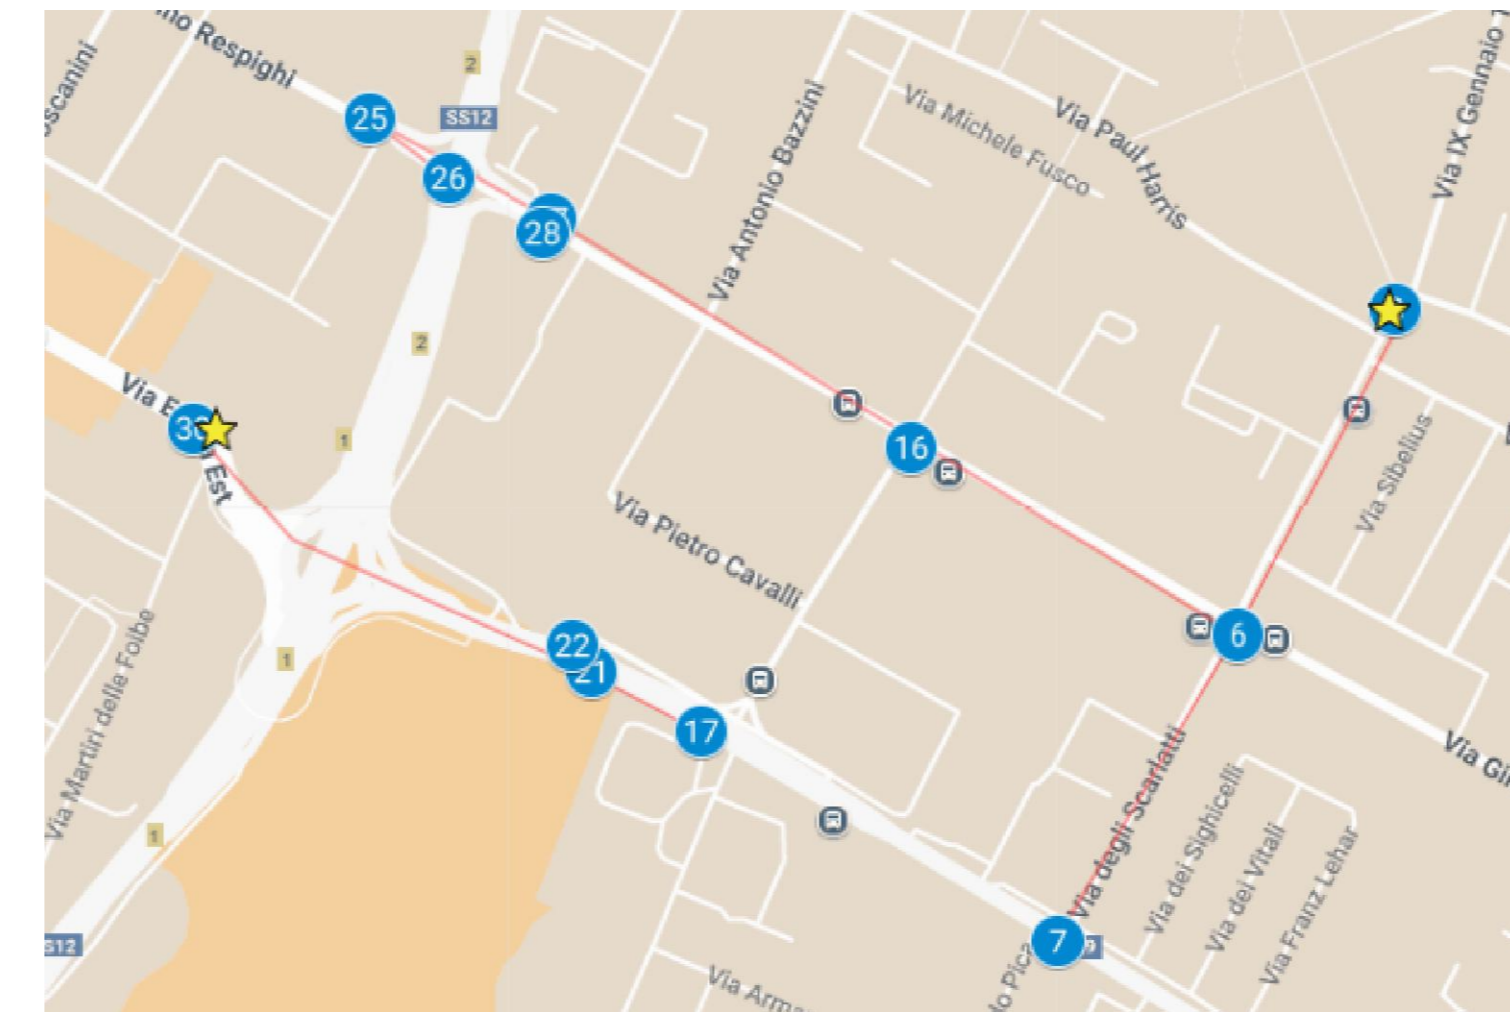 Respighi
2
25
SS12
26
28
Via Antonio Bazzini
Via Michele Fusco
Via Paul Harris
Via IX Gennaio
2
Via
30
Est
1
16
Via Sibelius
Via Pietro Cavalli
6
22
21
1
17
Via Martiri delle Foibe
Via degli Scarlatti
Via dei Sighicelli
Via dei Vitali
Via Franz Lehar
1
7